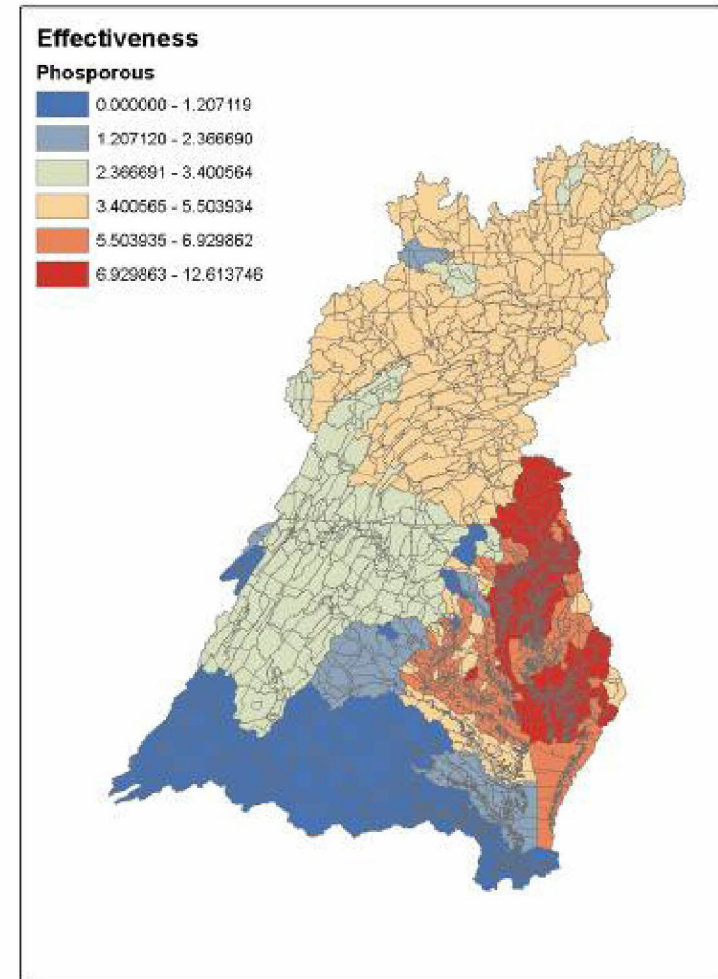 Effectiveness
Phosporous
0.000000 - 1.207119
1.207120 - 2.366690
2.366691 - 3.400564
3.400565 - 5.503934
5.503935 - 6.929862
6.929863 - 12.613746